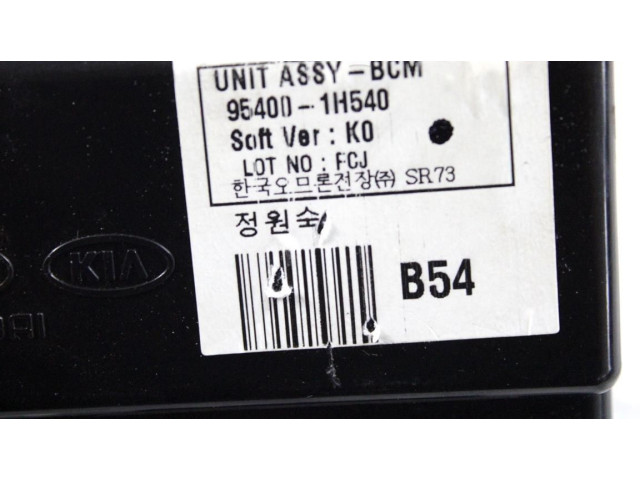 UNIT ASSY-BCM
95400-1H540
Soft Ver : K0
LOT NO : FCJ
한국오므론전장(주) SR73
정원숙
KIA
B54